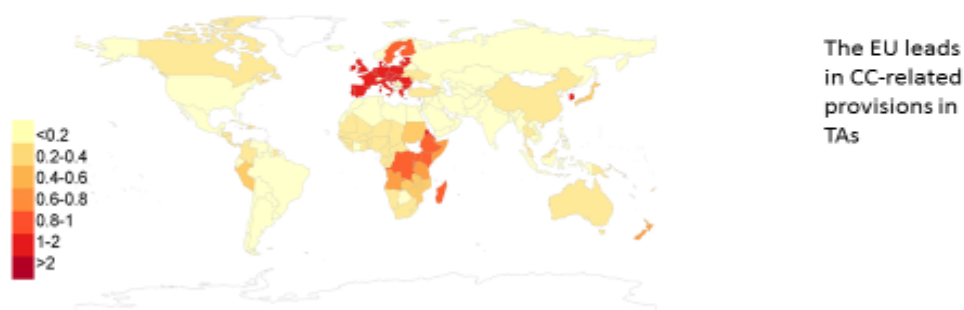 The EU leads
in CC-related
provisions in
TAs
<0.2
0.2-0.4
0.4-0.6
0.6-0.8
0.8-1
1-2
>2